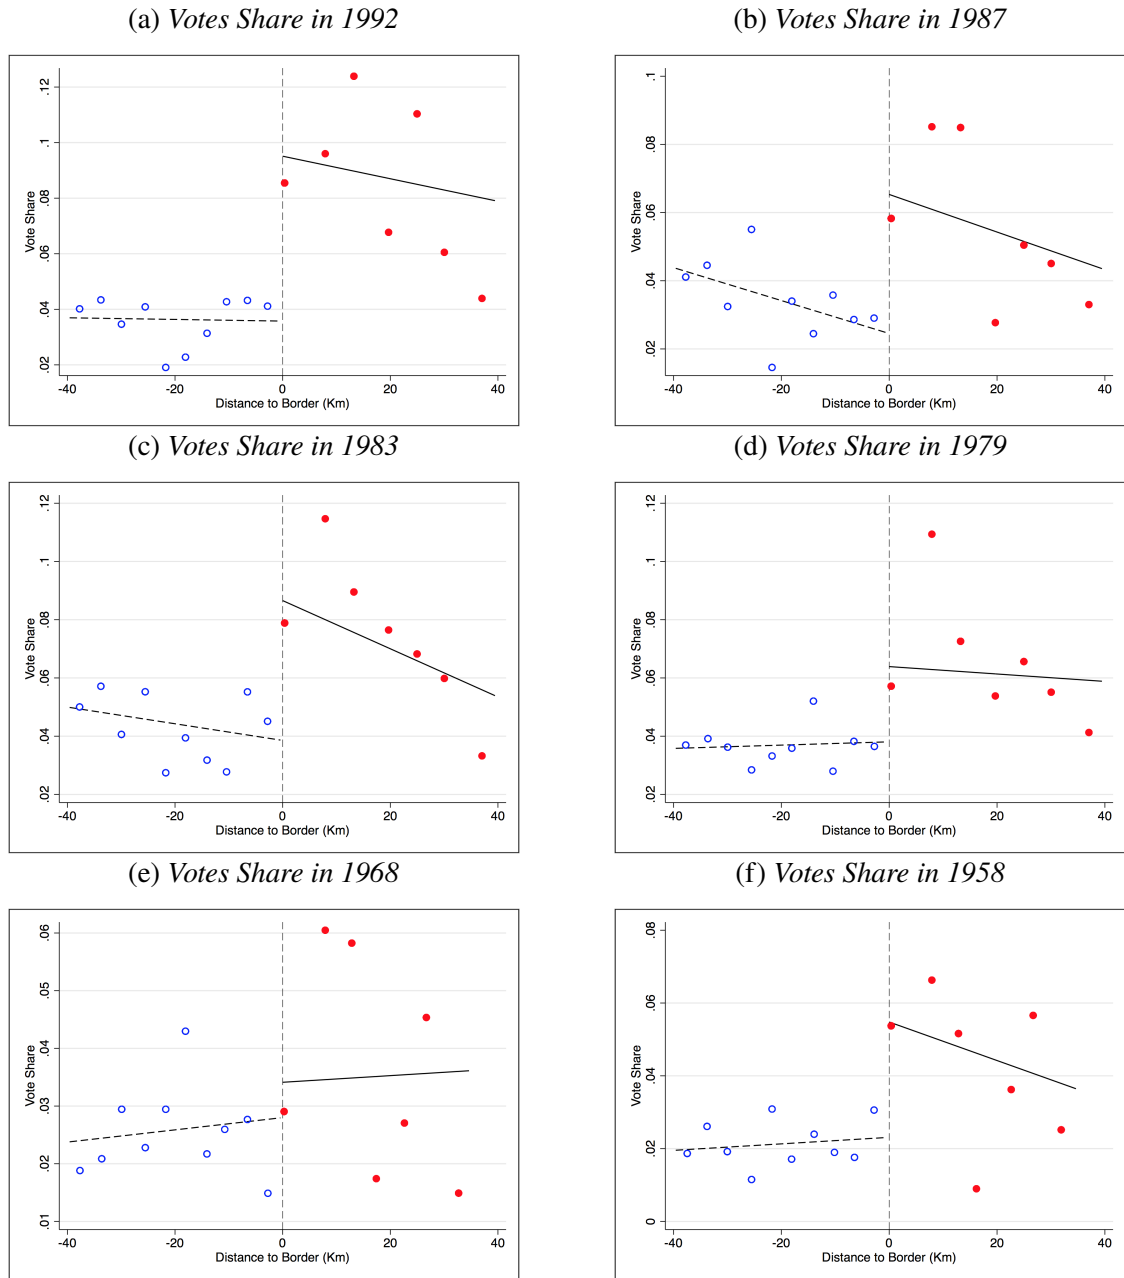 (a) Votes Share in 1992
.12
.1
.08
.06
.04
.02
Vote Share
-40 -20 0 20 40
Distance to Border (Km)
(b) Votes Share in 1987
.1
.08
.06
.04
.02
Vote Share
-40 -20 0 20 40
Distance to Border (Km)
(c) Votes Share in 1983
.12
.1
.08
.06
.04
.02
Vote Share
-40 -20 0 20 40
Distance to Border (Km)
(d) Votes Share in 1979
.12
.1
.08
.06
.04
.02
Vote Share
-40 -20 0 20 40
Distance to Border (Km)
(e) Votes Share in 1968
.06
.05
.04
.03
.02
.01
Vote Share
-40 -20 0 20 40
Distance to Border (Km)
(f) Votes Share in 1958
.08
.06
.04
.02
0
Vote Share
-40 -20 0 20 40
Distance to Border (Km)